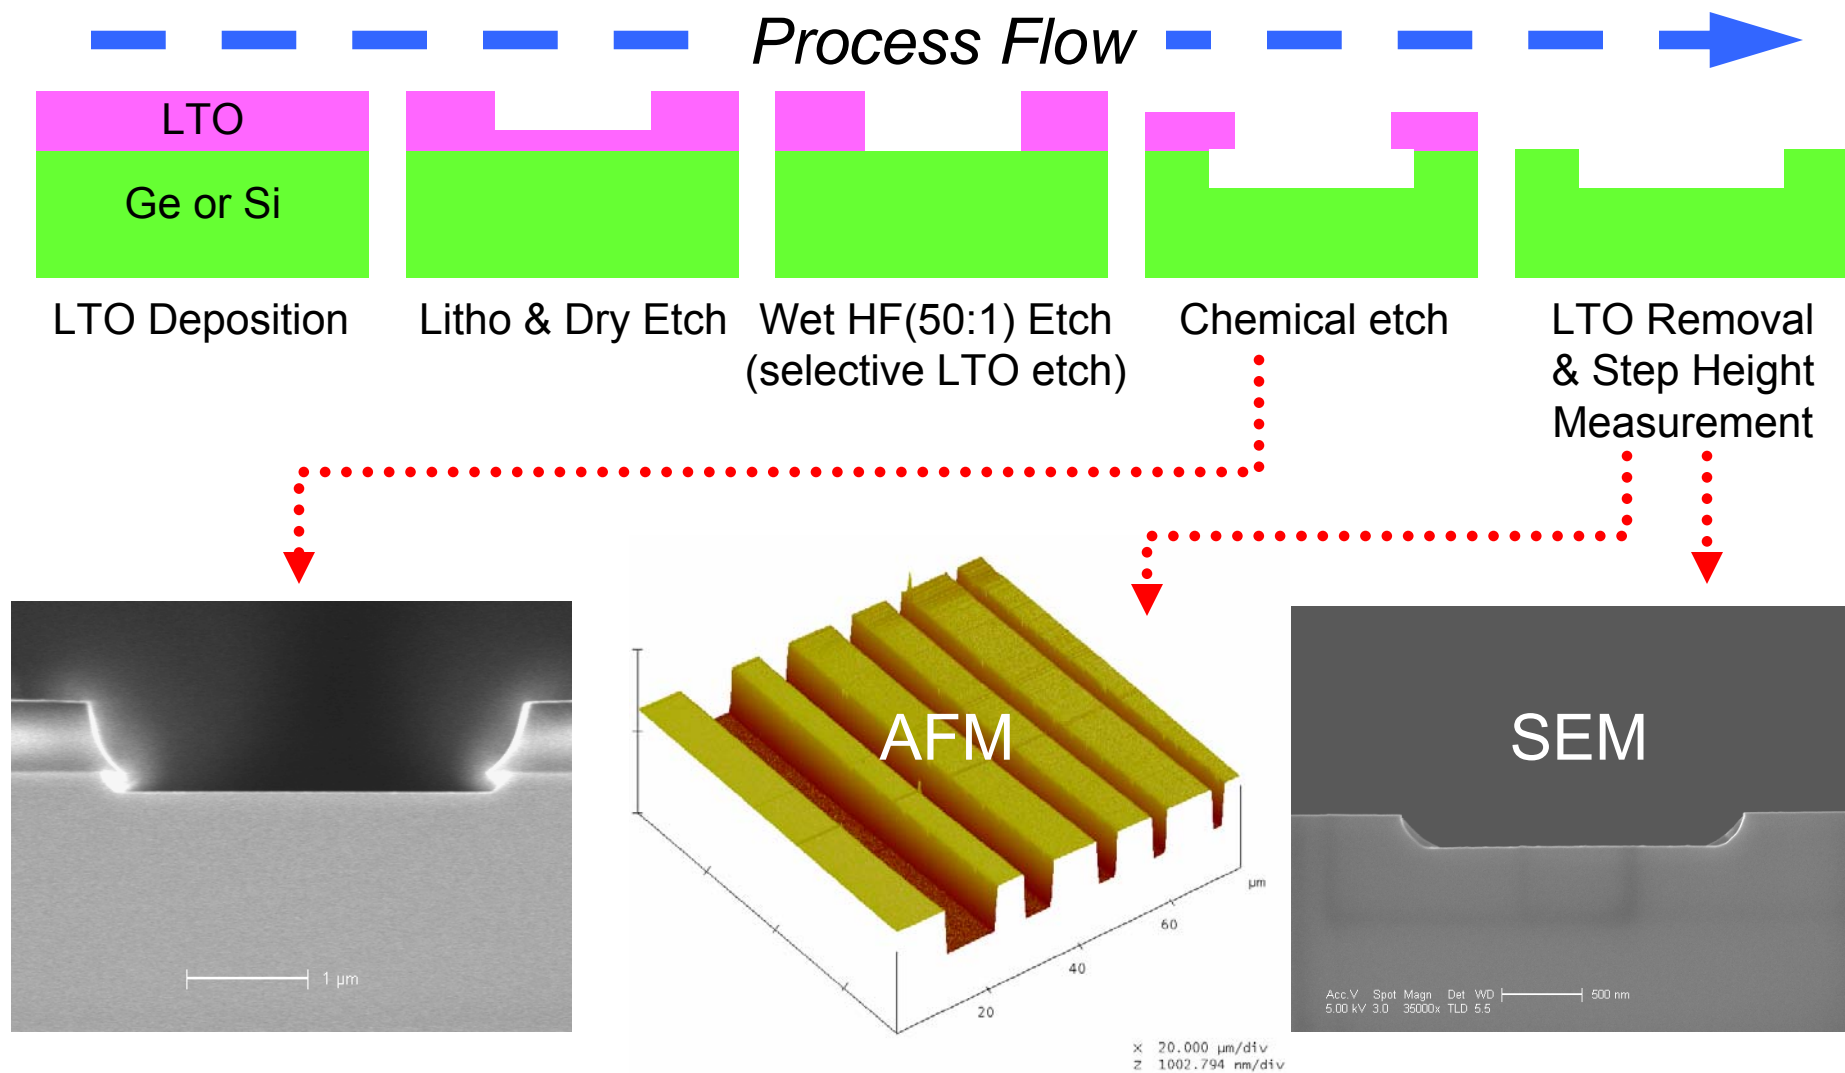 Process Flow
LTO
Ge or Si
LTO Deposition
Litho & Dry Etch
Wet HF(50:1) Etch
(selective LTO etch)
Chemical etch
LTO Removal
& Step Height
Measurement
1 µm
AFM
µm
60
40
20
X 20.000 µm/div
Z 1002.794 nm/div
SEM
Acc.V Spot Magn Det WD 500 nm
5.00 kV 3.0 35000x TLD 5.5